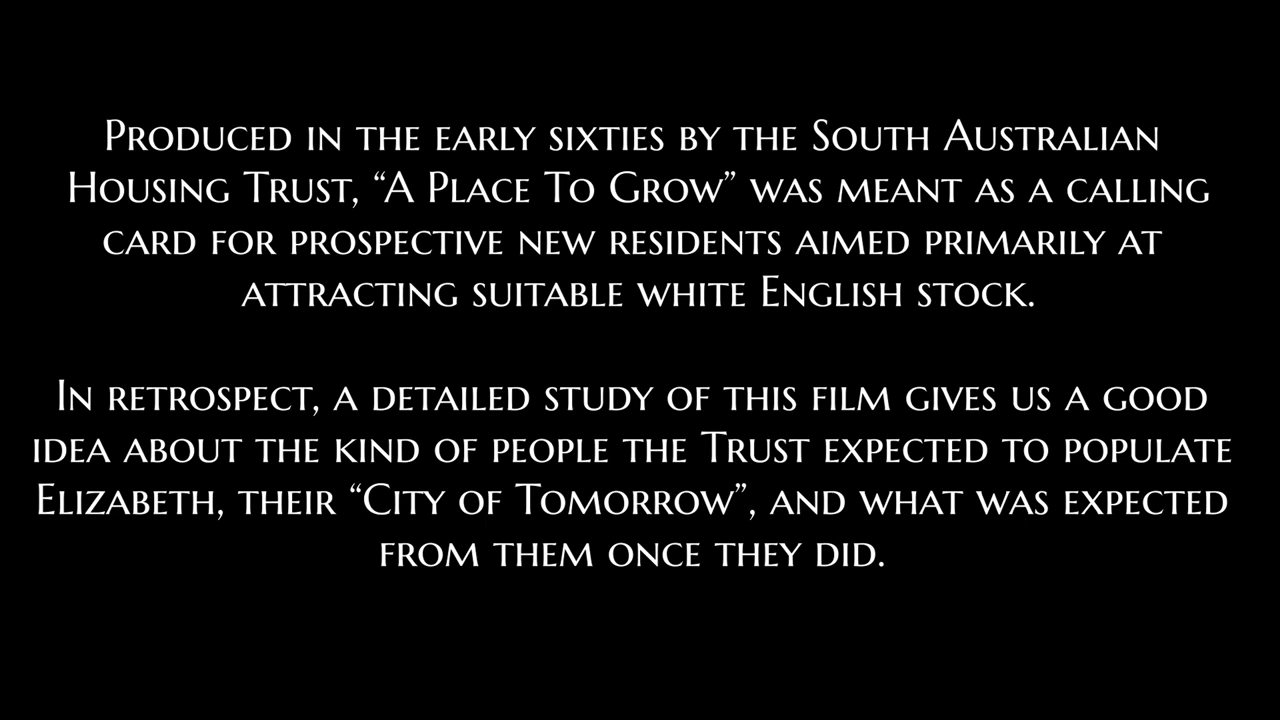 Produced in the early sixties by the South Australian
Housing Trust, “A Place To Grow” was meant as a calling
card for prospective new residents aimed primarily at
attracting suitable white English stock.
In retrospect, a detailed study of this film gives us a good
idea about the kind of people the Trust expected to populate
Elizabeth, their “City of Tomorrow”, and what was expected
from them once they did.